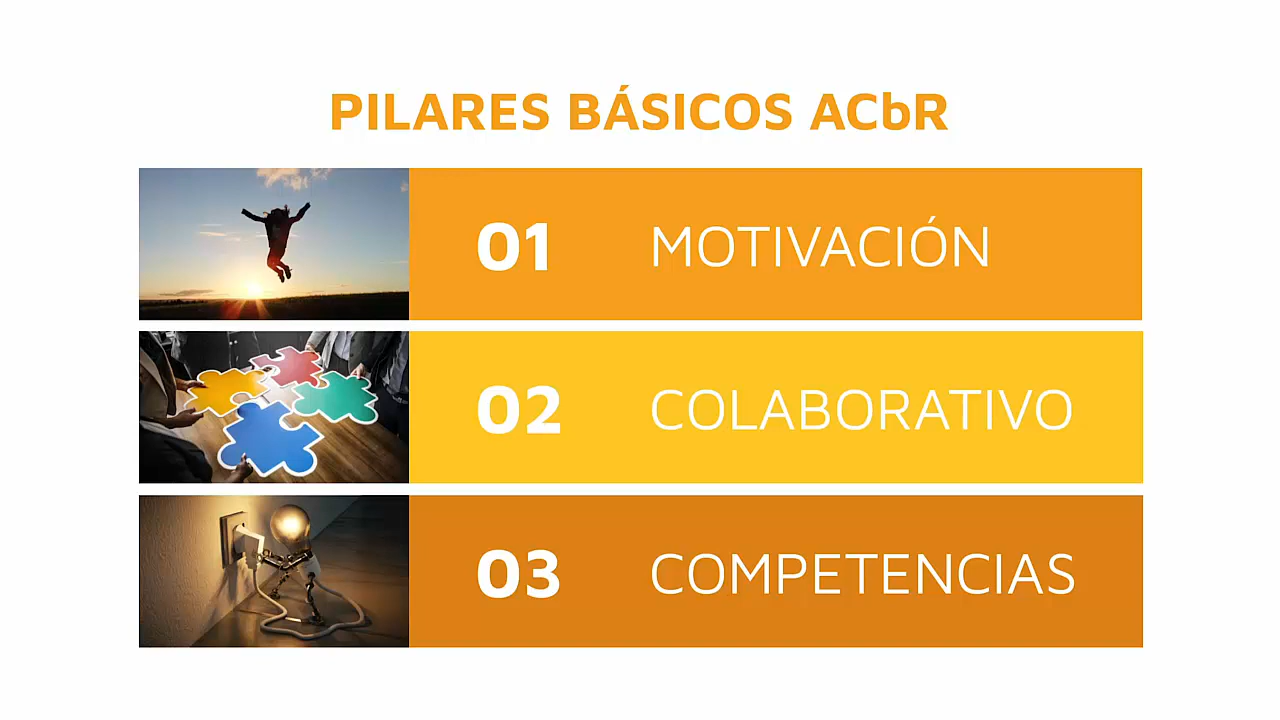 PILARES BÁSICOS ACbR
01 MOTIVACIÓN
02 COLABORATIVO
03 COMPETENCIAS